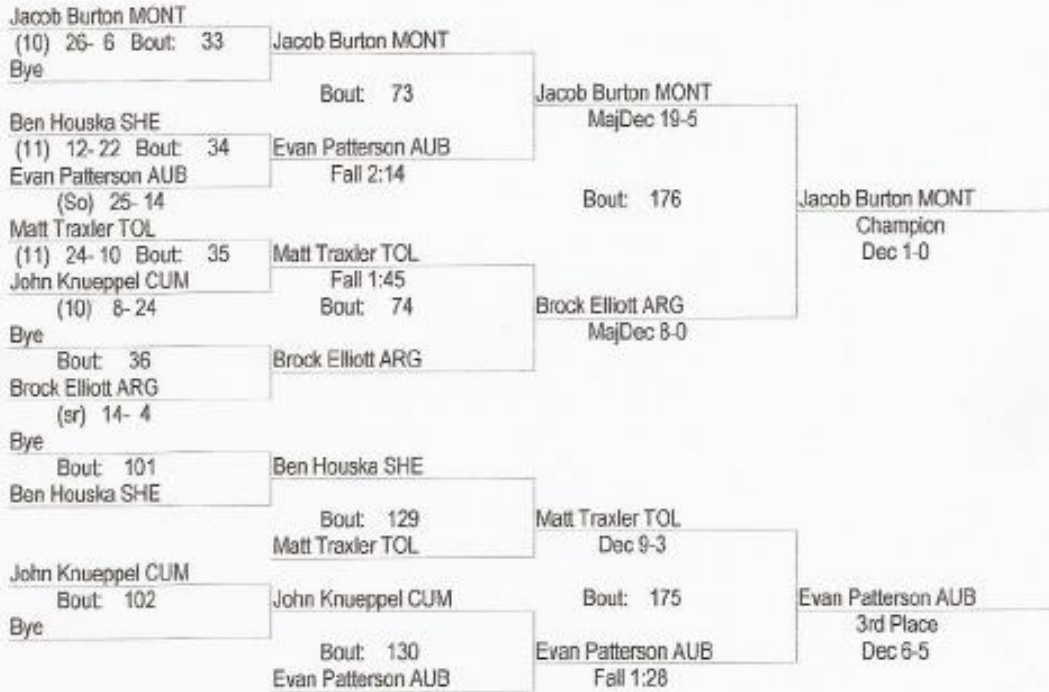 Jacob Burton MONT
(10) 26- 6 Bout: 33
Bye
Jacob Burton MONT
Bout: 73
Ben Houska SHE
(11) 12- 22 Bout: 34
Evan Patterson AUB
(So) 25- 14
Evan Patterson AUB
Fall 2:14
Jacob Burton MONT
MajDec 19-5
Bout: 176
Matt Traxler TOL
(11) 24- 10 Bout: 35
John Knueppel CUM
(10) 8- 24
Matt Traxler TOL
Fall 1:45
Bout: 74
Bye
Bout: 36
Brock Elliott ARG
(sr) 14- 4
Brock Elliott ARG
Brock Elliott ARG
MajDec 8-0
Jacob Burton MONT
Champion
Dec 1-0
Bye
Bout: 101
Ben Houska SHE
Ben Houska SHE
Bout: 129
Matt Traxler TOL
Matt Traxler TOL
Dec 9-3
Bout: 175
John Knueppel CUM
Bout: 102
Bye
John Knueppel CUM
Bout: 130
Evan Patterson AUB
Evan Patterson AUB
Fall 1:28
Evan Patterson AUB
3rd Place
Dec 6-5